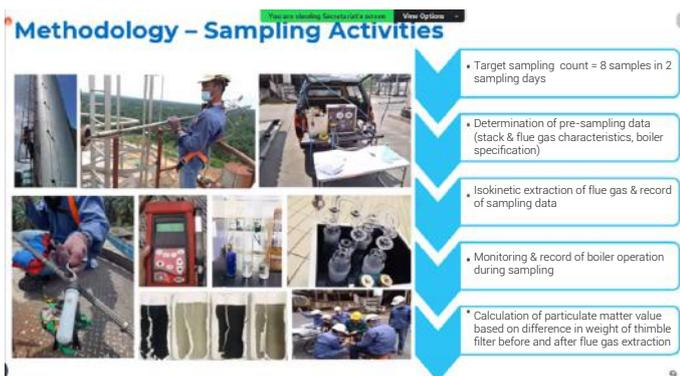 You are viewing Secretariat's screen
View Options
Methodology – Sampling Activities
• Target sampling count = 8 samples in 2
sampling days
• Determination of pre-sampling data
(stack & flue gas characteristics, boiler
specification)
• Isokinetic extraction of flue gas & record
of sampling data
• Monitoring & record of boiler operation
during sampling
• Calculation of particulate matter value
based on difference in weight of thimble
filter before and after flue gas extraction